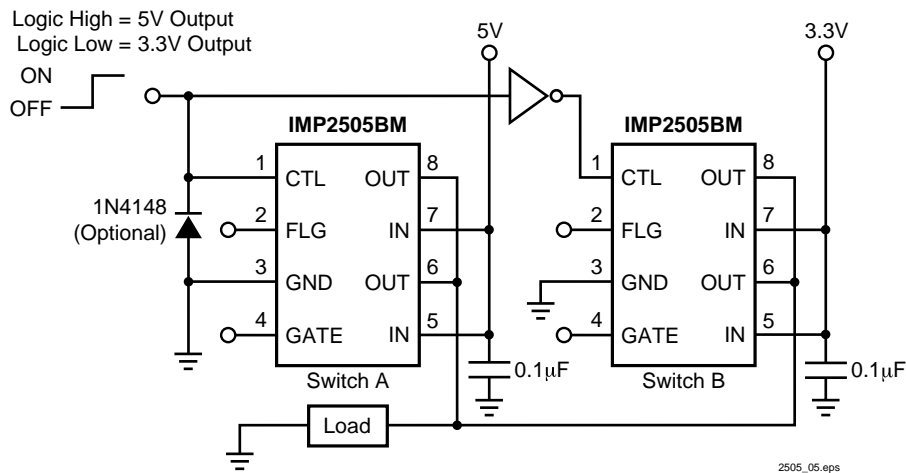 Logic High = 5V Output
Logic Low = 3.3V Output
ON
OFF
5V
3.3V
IMP2505BM
1
CTL
OUT
8
2
FLG
IN
7
3
GND
OUT
6
4
GATE
IN
5
Switch A
1N4148
(Optional)
0.1μF
IMP2505BM
1
CTL
OUT
8
2
FLG
IN
7
3
GND
OUT
6
4
GATE
IN
5
Switch B
0.1μF
Load
2505_05.eps